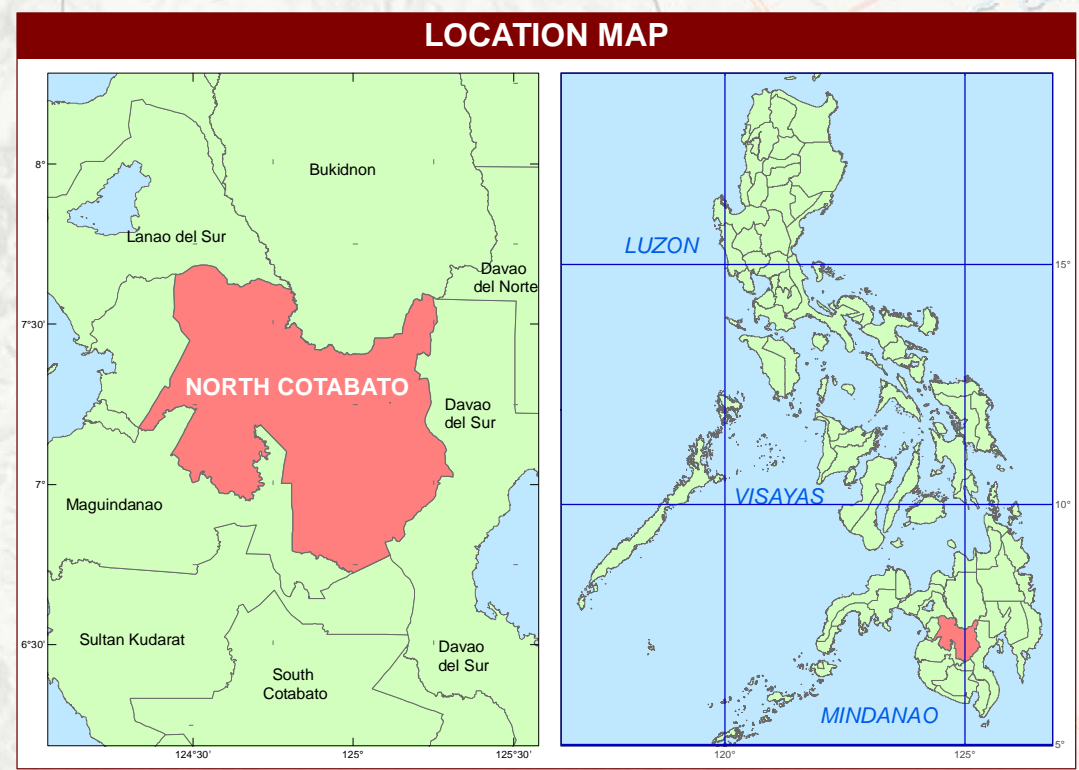 LOCATION MAP
8°
7°30'
7°
6°30'
124°30'
125°
125°30'
Bukidnon
Lanao del Sur
Davao
del Norte
NORTH COTABATO
Davao
del Sur
Maguindanao
Sultan Kudarat
South
Cotabato
Davao
del Sur
LUZON
VISAYAS
MINDANAO
15°
10°
5°
120°
125°